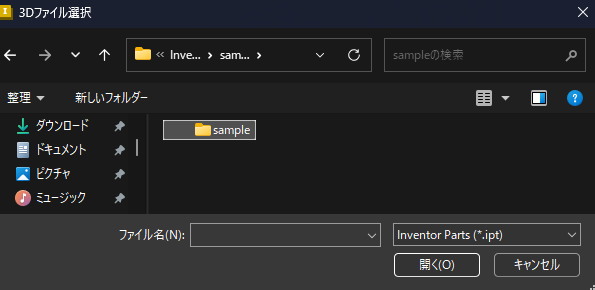 3Dファイル選択
Inve... sam...
sampleの検索
整理 新しいフォルダー
ダウンロード
ドキュメント
ピクチャ
ミュージック
sample
ファイル名(N):
Inventor Parts (*.ipt)
開く(O) キャンセル